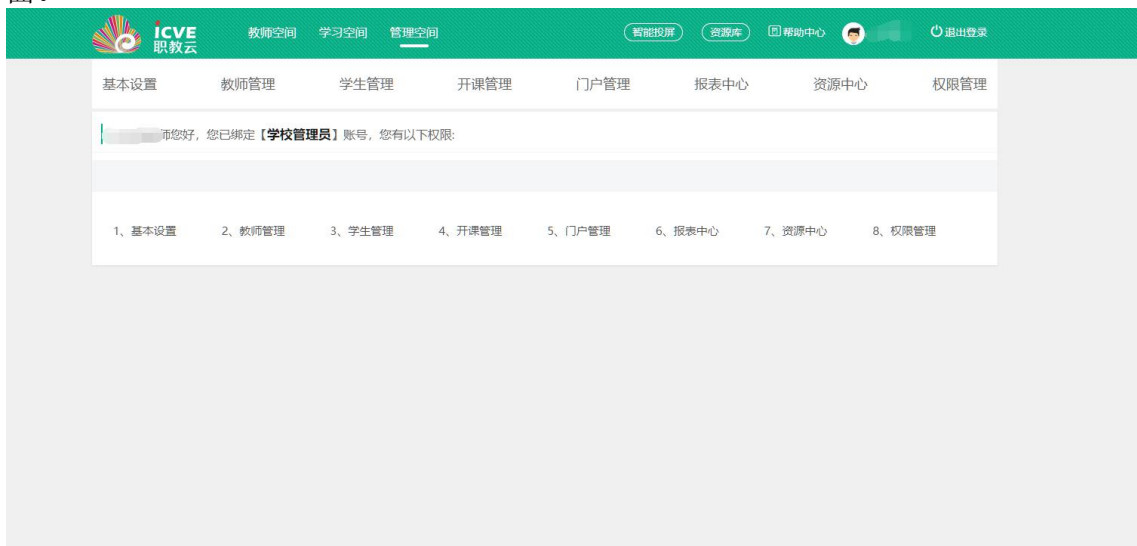 icve
职教云
教师空间 学习空间 管理空间 智能投屏 资源库 帮助中心 退出登录
基本设置 教师管理 学生管理 开课管理 门户管理 报表中心 资源中心 权限管理
师您好，您已绑定【学校管理员】账号，您有以下权限:
1、基本设置 2、教师管理 3、学生管理 4、开课管理 5、门户管理 6、报表中心 7、资源中心 8、权限管理